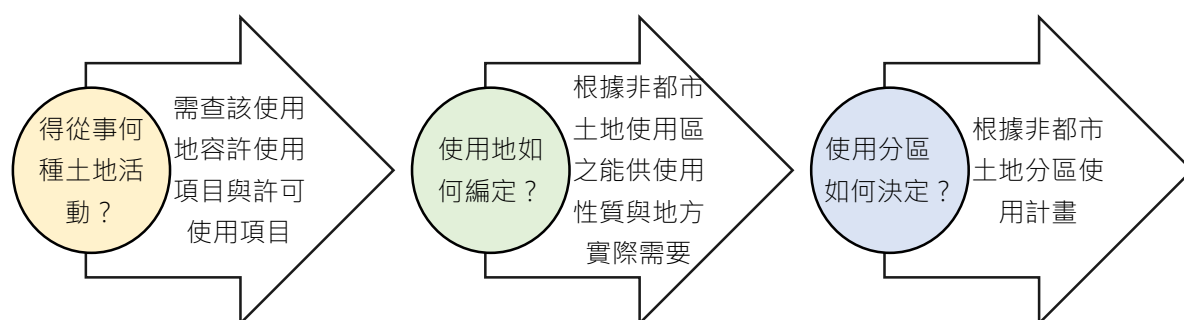 得從事何
種土地活
動？
需查該使用
地容許使用
項目與許可
使用項目
使用地如
何編定？
根據非都市
土地使用區
之能供使用
性質與地方
實際需要
使用分區
如何決定？
根據非都市
土地分區使
用計畫